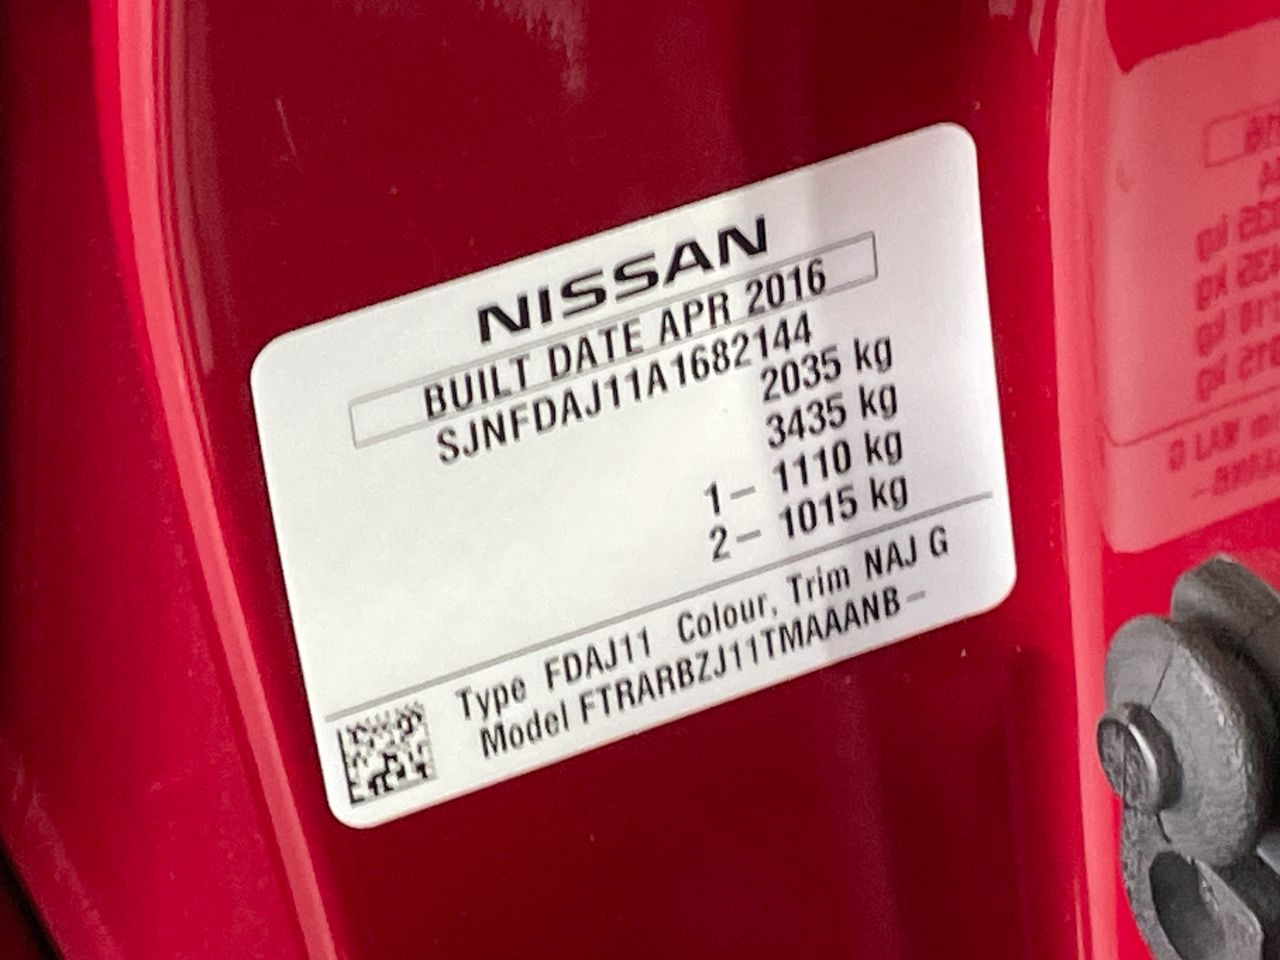 NISSAN
BUILT DATE APR 2016
SJNFDAJ11A1682144
2035 kg
3435 kg
1– 1110 kg
2– 1015 kg
Type FDAJ11 Colour, Trim NAJ G
Model FTRARBZJ11TMAAANB–